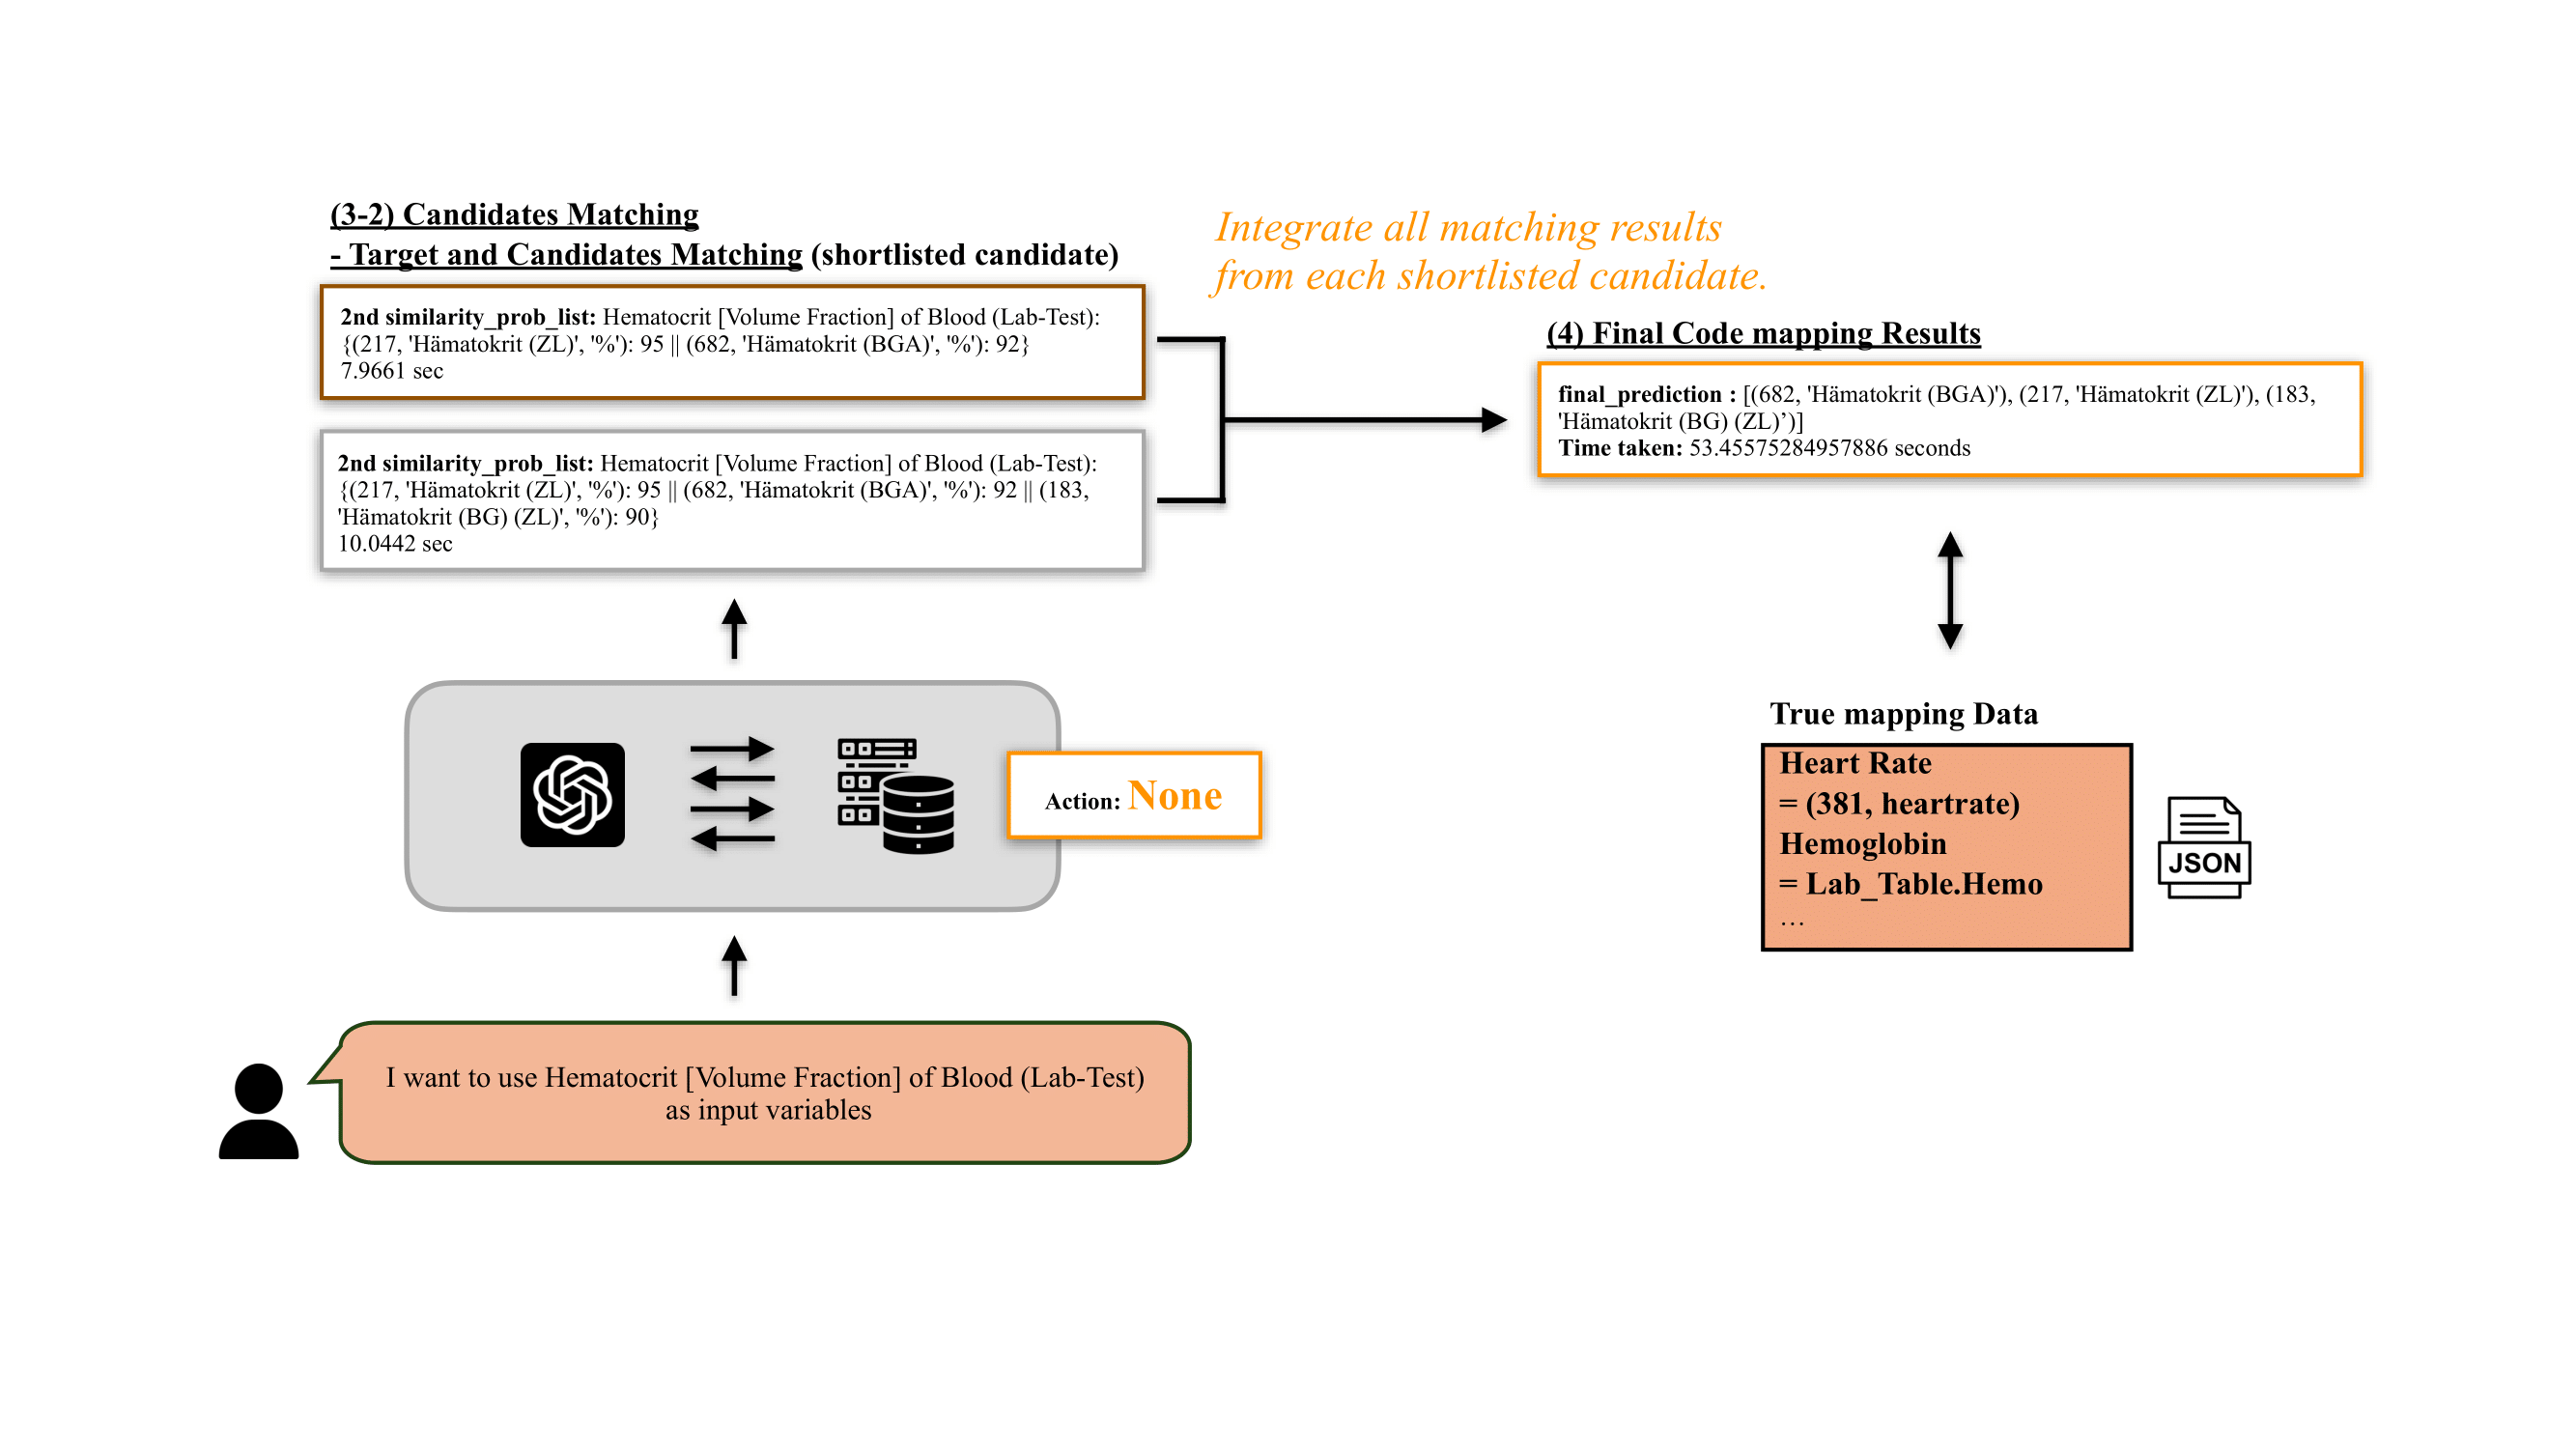 (3-2) Candidates Matching
- Target and Candidates Matching (shortlisted candidate)
2nd similarity_prob_list: Hematocrit [Volume Fraction] of Blood (Lab-Test):
{(217, 'Hämatokrit (ZL)', '%'): 95 || (682, 'Hämatokrit (BGA)', '%'): 92}
7.9661 sec
2nd similarity_prob_list: Hematocrit [Volume Fraction] of Blood (Lab-Test):
{(217, 'Hämatokrit (ZL)', '%'): 95 || (682, 'Hämatokrit (BGA)', '%'): 92 || (183,
'Hämatokrit (BG) (ZL)', '%'): 90}
10.0442 sec
Integrate all matching results
from each shortlisted candidate.
(4) Final Code mapping Results
final_prediction : [(682, 'Hämatokrit (BGA)'), (217, 'Hämatokrit (ZL)'), (183,
'Hämatokrit (BG) (ZL)’)]
Time taken: 53.45575284957886 seconds
Action: None
True mapping Data
Heart Rate
= (381, heartrate)
Hemoglobin
= Lab_Table.Hemo
…
JSON
I want to use Hematocrit [Volume Fraction] of Blood (Lab-Test)
as input variables